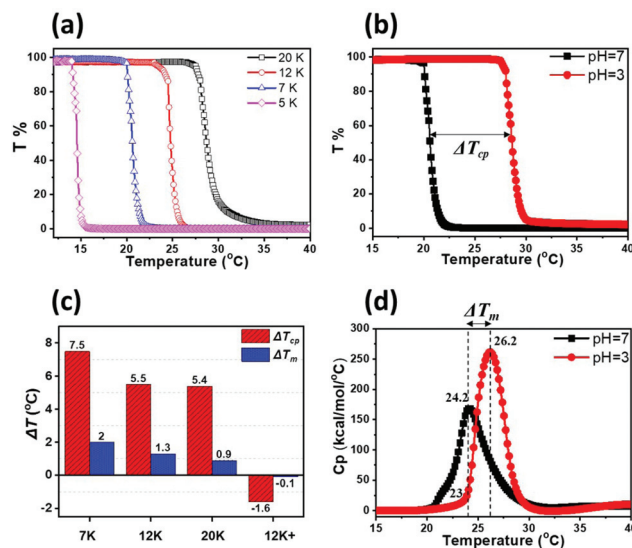 (a)
100
80
60
40
20
0
T %
15 20 25 30 35 40
Temperature (°C)
20 K
12 K
7 K
5 K
(b)
100
80
60
40
20
0
T %
15 20 25 30 35 40
Temperature (°C)
pH=7
pH=3
ΔTcp
(c)
8
6
4
2
0
-2
ΔT (°C)
ΔTcp
ΔTm
7.5
2
5.5
1.3
5.4
0.9
-1.6
-0.1
7K 12K 20K 12K+
(d)
ΔTm
300
250
200
150
100
50
0
Cp (kcal/mol/°C)
pH=7
pH=3
26.2
24.2
15 20 25 30 35 40
Temperature (°C)